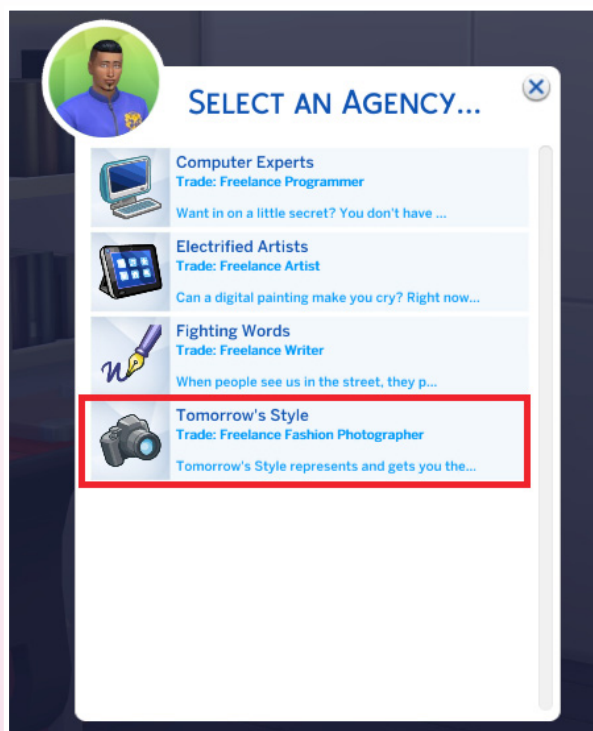 SELECT AN AGENCY...
Computer Experts
Trade: Freelance Programmer
Want in on a little secret? You don't have ...
Electrified Artists
Trade: Freelance Artist
Can a digital painting make you cry? Right now...
Fighting Words
Trade: Freelance Writer
When people see us in the street, they p...
Tomorrow's Style
Trade: Freelance Fashion Photographer
Tomorrow's Style represents and gets you the...